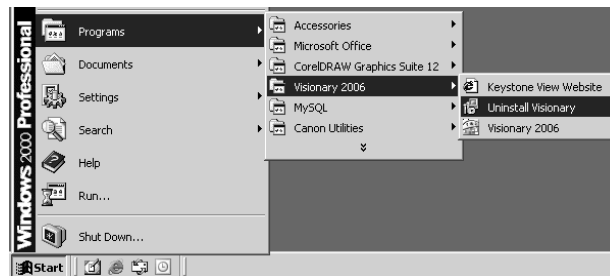 Windows 2000 Professional
Programs
Documents
Settings
Search
Help
Run...
Shut Down...
Accessories
Microsoft Office
CorelDRAW Graphics Suite 12
Visionary 2006
MySQL
Canon Utilities
Keystone View Website
Uninstall Visionary
Visionary 2006
Start